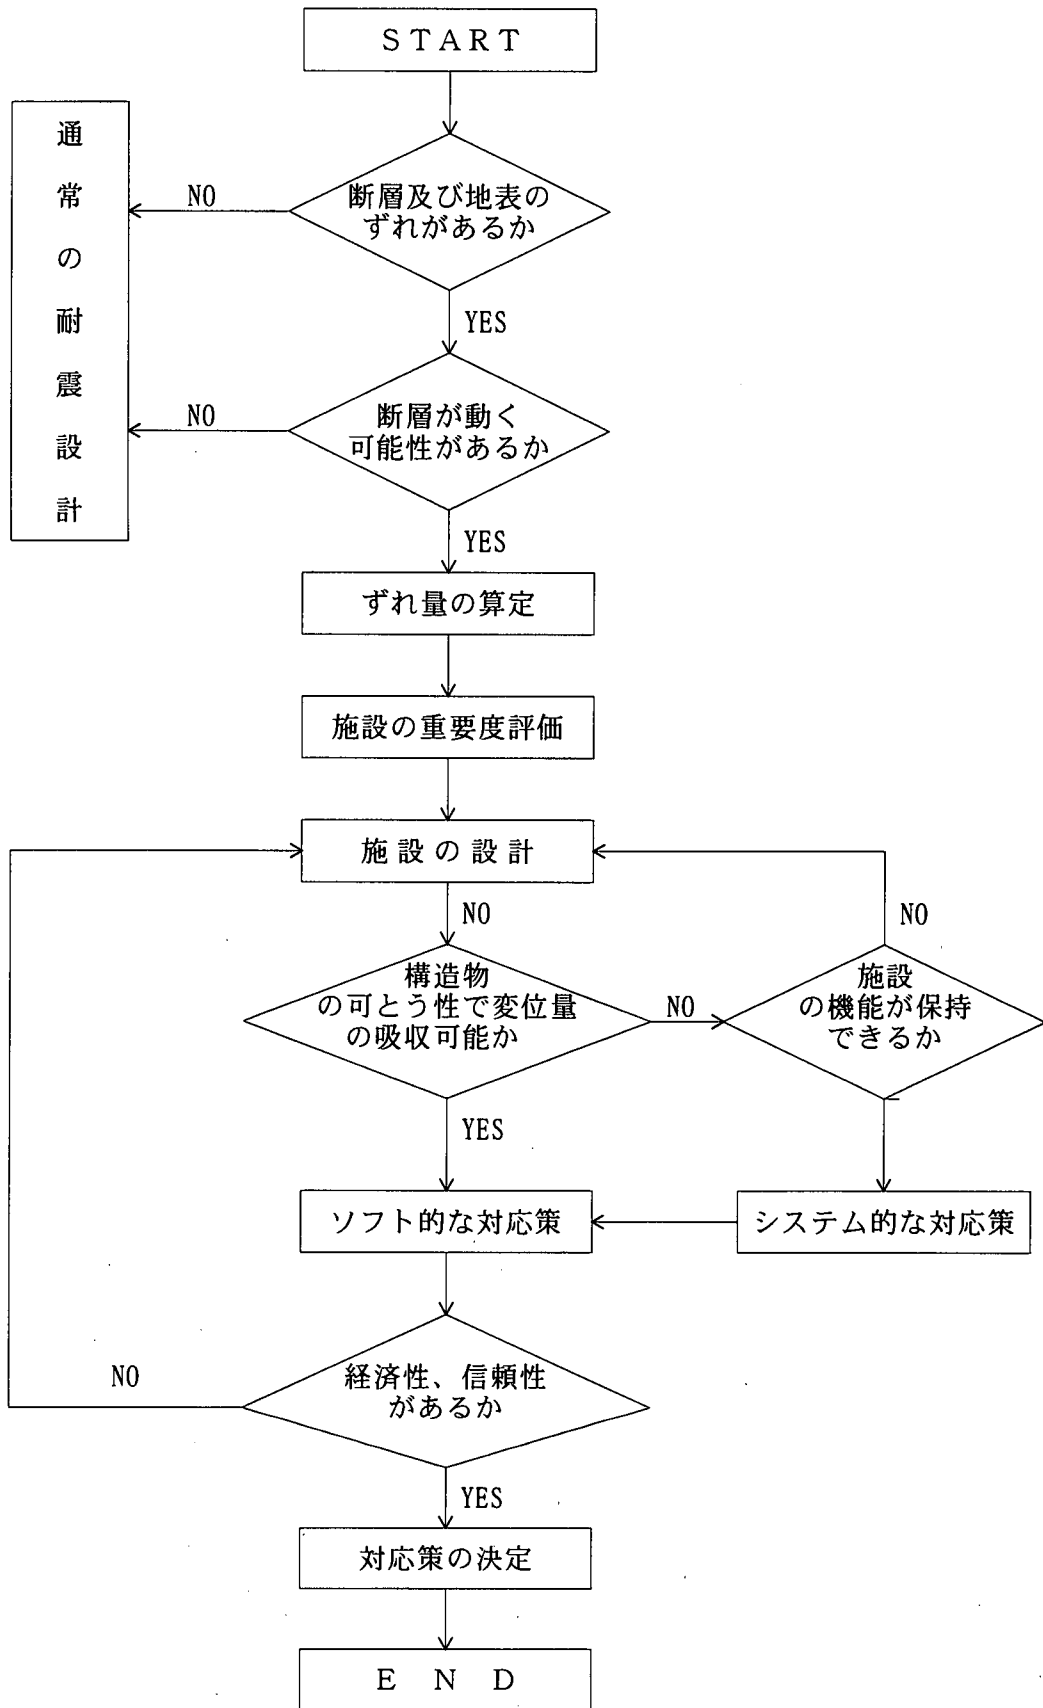 START
断層及び地表の
ずれがあるか
NO
通常の耐震設計
YES
断層が動く
可能性があるか
NO
YES
ずれ量の算定
施設の重要度評価
施設の設計
NO
構造物
の可とう性で変位量
の吸収可能か
NO
施設
の機能が保持
できるか
NO
YES
ソフト的な対応策
システム的な対応策
経済性、信頼性
があるか
NO
YES
対応策の決定
END